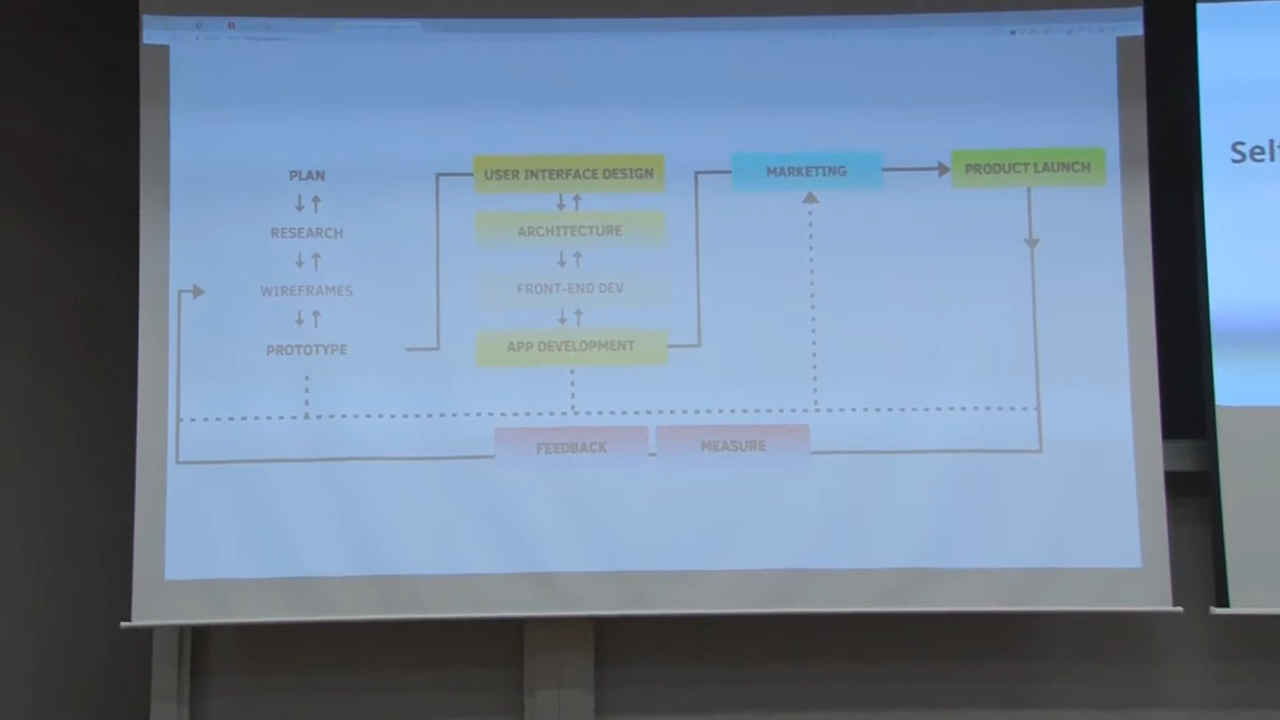 PLAN
RESEARCH
WIREFRAMES
PROTOTYPE
USER INTERFACE DESIGN
ARCHITECTURE
FRONT-END DEV
APP DEVELOPMENT
MARKETING
PRODUCT LAUNCH
FEEDBACK
MEASURE
Sel